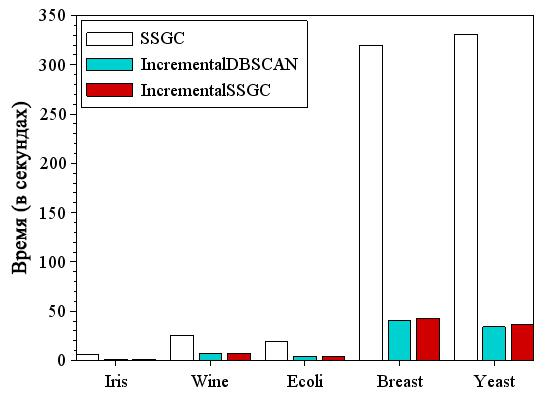 350
SSGC
300
IncrementalDBSCAN
IncrementalSSGC
250
200
150
100
50
0
Время (в секундах)
Iris Wine Ecoli Breast Yeast